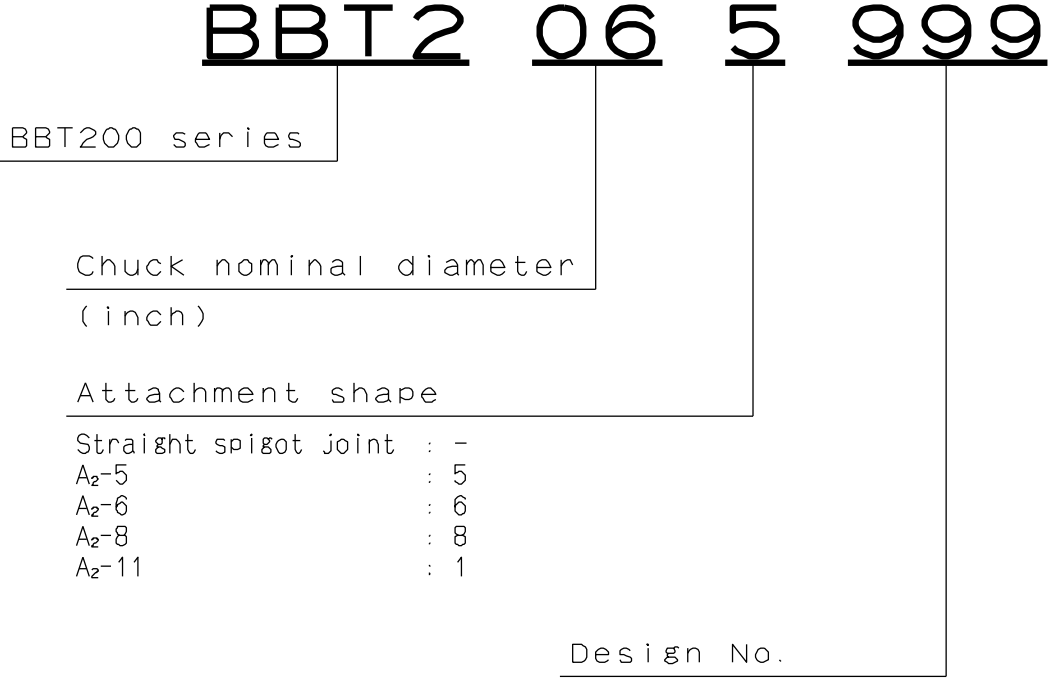 BBT2 06 5 999
BBT200 series
Chuck nominal diameter
(inch)
Attachment shape
Straight spigot joint : -
A₂-5 : 5
A₂-6 : 6
A₂-8 : 8
A₂-11 : 1
Design No.